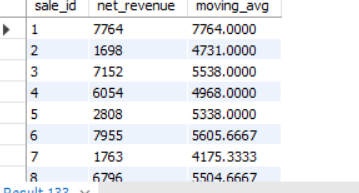 sale_id net_revenue moving_avg
1 7764 7764.0000
2 1698 4731.0000
3 7152 5538.0000
4 6054 4968.0000
5 2808 5338.0000
6 7955 5605.6667
7 1763 4175.3333
8 6796 5504.6667
Result 133